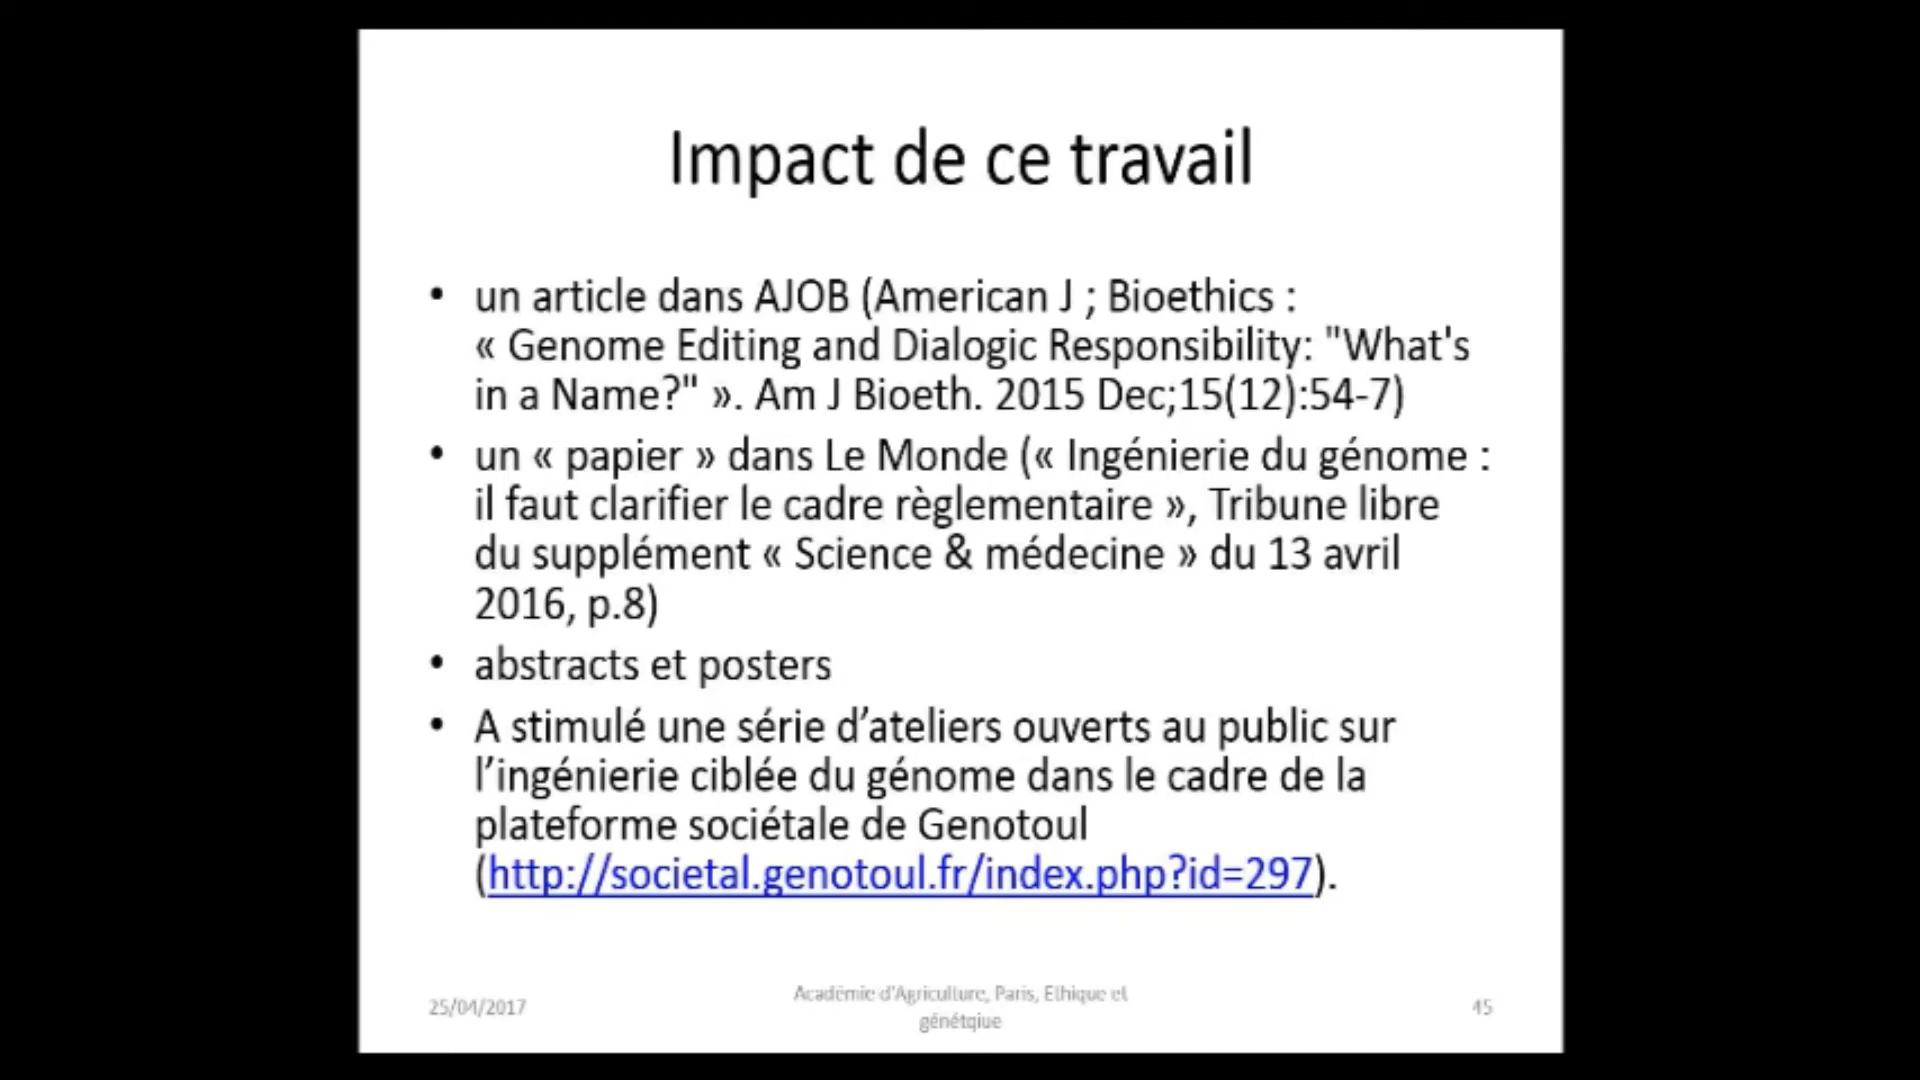 Impact de ce travail
• un article dans AJOB (American J ; Bioethics :
« Genome Editing and Dialogic Responsibility: "What's
in a Name?" ». Am J Bioeth. 2015 Dec;15(12):54-7)
• un « papier » dans Le Monde (« Ingénierie du génome :
il faut clarifier le cadre règlementaire », Tribune libre
du supplément « Science & médecine » du 13 avril
2016, p.8)
• abstracts et posters
• A stimulé une série d’ateliers ouverts au public sur
l’ingénierie ciblée du génome dans le cadre de la
plateforme sociétale de Genotoul
(http://societal.genotoul.fr/index.php?id=297).
25/04/2017
Académie d'Agriculture, Paris, Ethique et
génétqiue
45